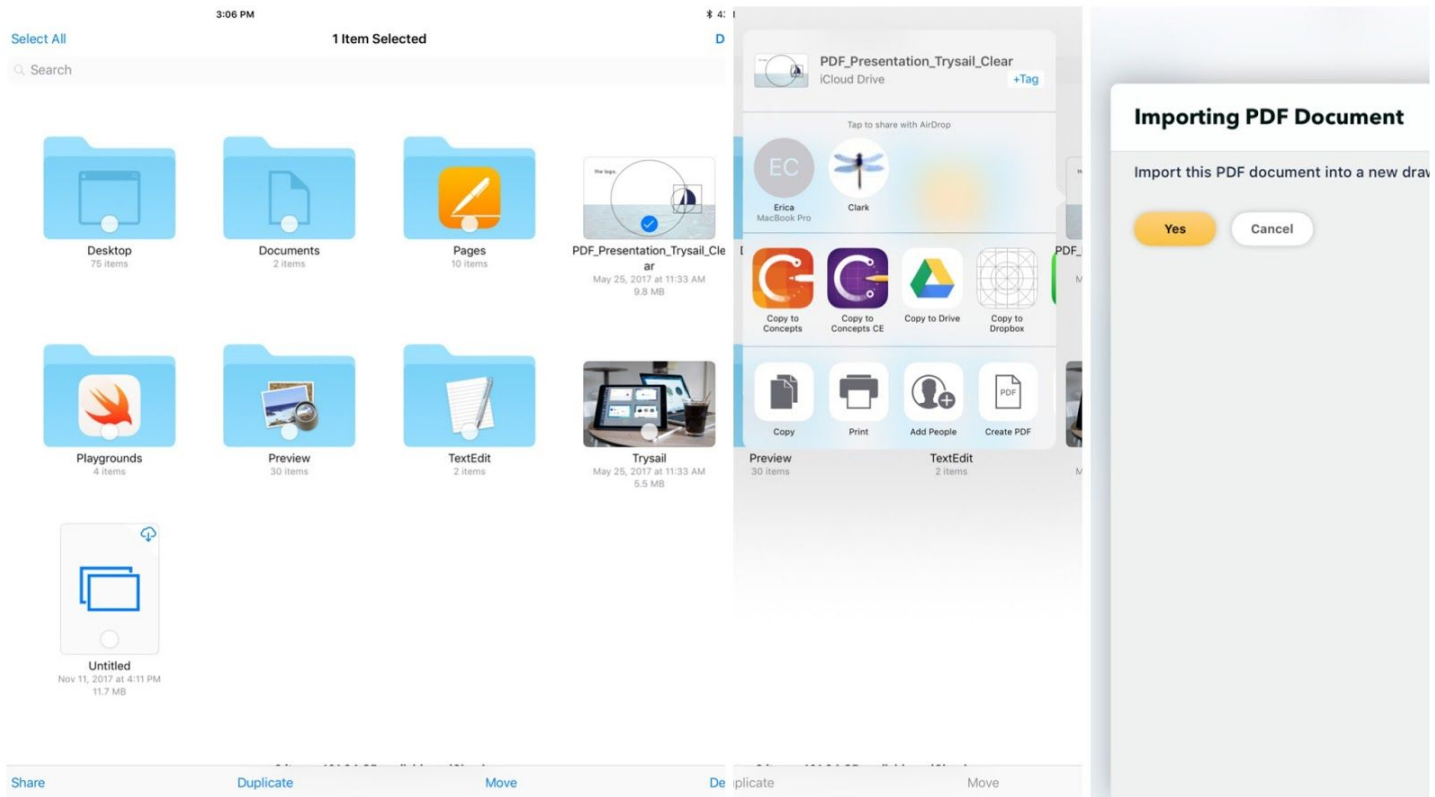 3:06 PM
Select All
1 Item Selected
Search
Desktop
75 items
Documents
2 items
Pages
10 items
The logo.
PDF_Presentation_Trysail_Cle
ar
May 25, 2017 at 11:33 AM
9.8 MB
Playgrounds
4 items
Preview
30 items
TextEdit
2 items
Trysail
May 25, 2017 at 11:33 AM
5.5 MB
Untitled
Nov 11, 2017 at 4:11 PM
11.7 MB
Share
Duplicate
Move
De
PDF_Presentation_Trysail_Clear
iCloud Drive
+Tag
Tap to share with AirDrop
EC
Erica
MacBook Pro
Clark
PDF_
Copy to
Concepts
Copy to
Concepts CE
Copy to Drive
Copy to
Dropbox
PDF
Copy
Print
Add People
Create PDF
Preview
30 items
TextEdit
2 items
plicate
Move
Importing PDF Document
Import this PDF document into a new draw
Yes
Cancel